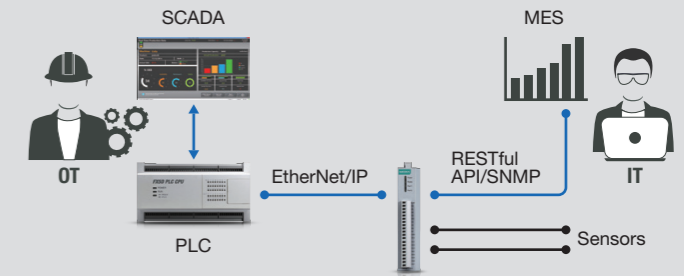 SCADA
MES
OT
EtherNet/IP
RESTful
API/SNMP
IT
PLC
Sensors